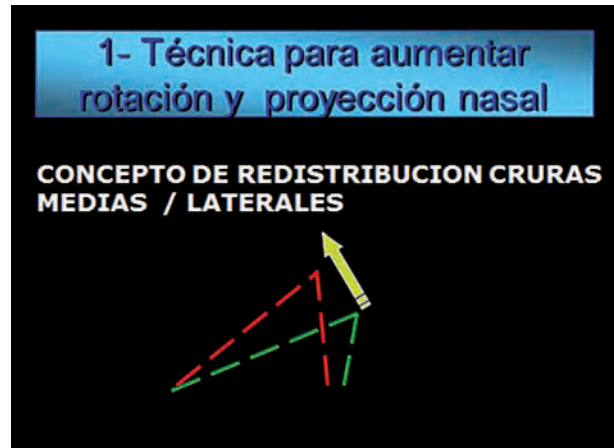 1- Técnica para aumentar
rotación y proyección nasal
CONCEPTO DE REDISTRIBUCION CRURAS
MEDIAS / LATERALES